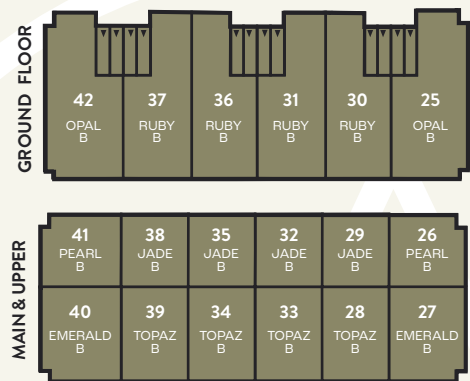 GROUND FLOOR
42 37 36 31 30 25
OPAL RUBY RUBY RUBY RUBY OPAL
B B B B B B
MAIN & UPPER
41 38 35 32 29 26
PEARL JADE JADE JADE JADE PEARL
B B B B B B
40 39 34 33 28 27
EMERALD TOPAZ TOPAZ TOPAZ TOPAZ EMERALD
B B B B B B